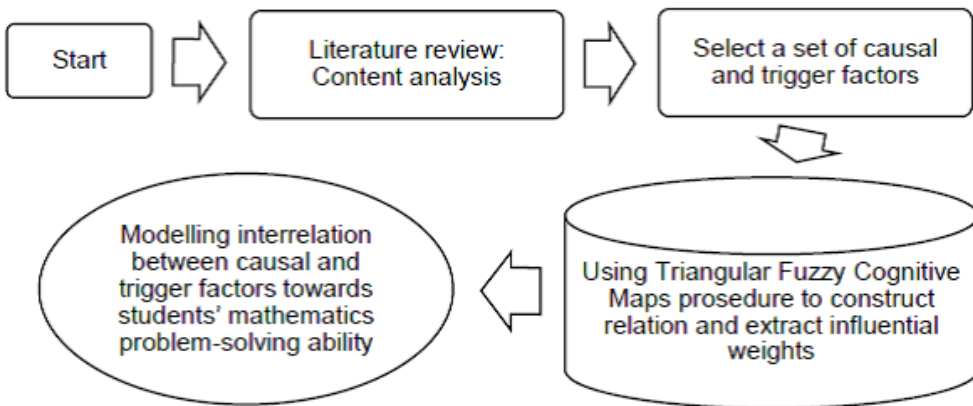 Start
Literature review:
Content analysis
Select a set of causal
and trigger factors
Using Triangular Fuzzy Cognitive
Maps prosedure to construct
relation and extract influential
weights
Modelling interrelation
between causal and
trigger factors towards
students' mathematics
problem-solving ability